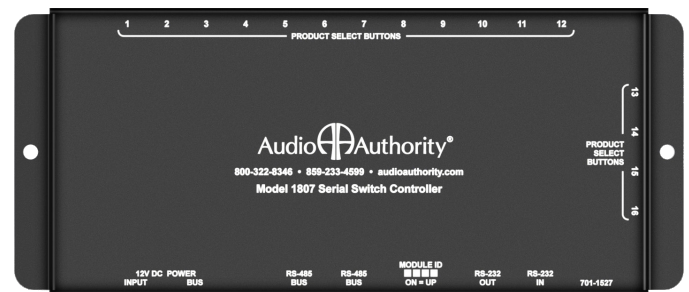 1 2 3 4 5 6 7 8 9 10 11 12
PRODUCT SELECT BUTTONS
13
14
PRODUCT
SELECT
BUTTONS
15
16
Audio Authority®
800-322-8346 • 859-233-4599 • audioauthority.com
Model 1807 Serial Switch Controller
12V DC POWER
INPUT BUS
RS-485
BUS
RS-485
BUS
MODULE ID
ON = UP
RS-232
OUT
RS-232
IN
701-1527